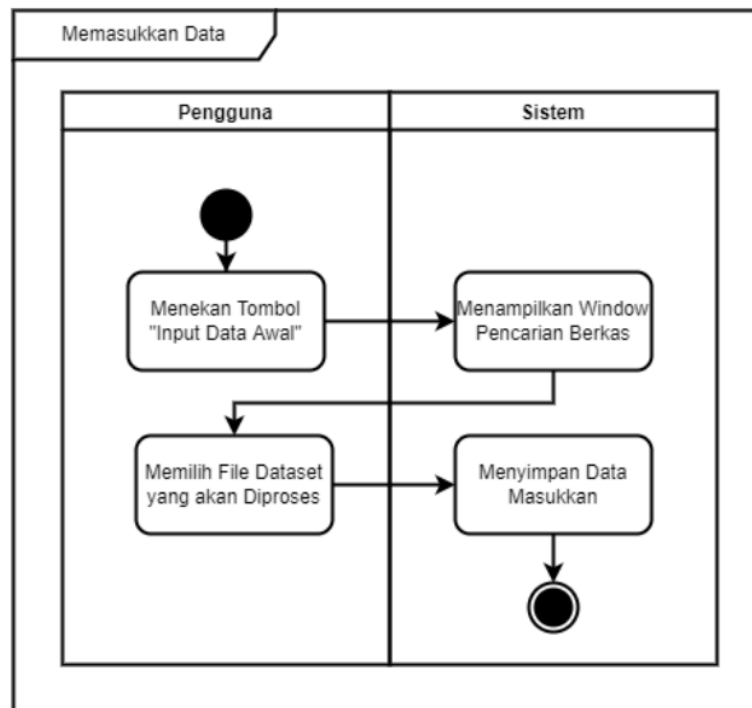 Memasukkan Data
Pengguna
Sistem
Menekan Tombol
"Input Data Awal"
Menampilkan Window
Pencarian Berkas
Memilih File Dataset
yang akan Diproses
Menyimpan Data
Masukkan